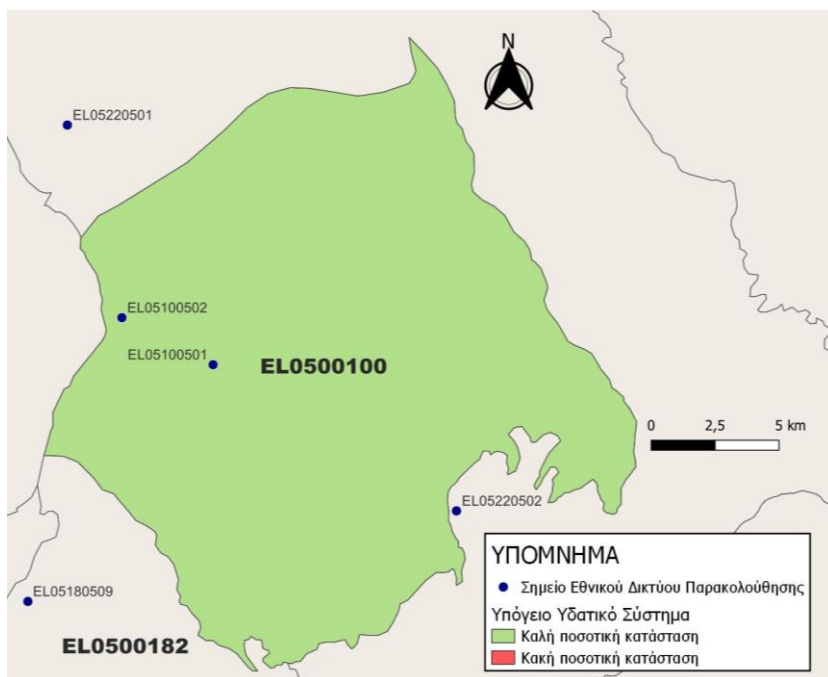 N
EL05220501
EL05100502
EL05100501
EL0500100
0 2,5 5 km
EL05220502
ΥΠΟΜΝΗΜΑ
Σημείο Εθνικού Δικτύου Παρακολούθησης
Υπόγειο Υδατικό Σύστημα
Καλή ποσοτική κατάσταση
Κακή ποσοτική κατάσταση
EL05180509
EL0500182